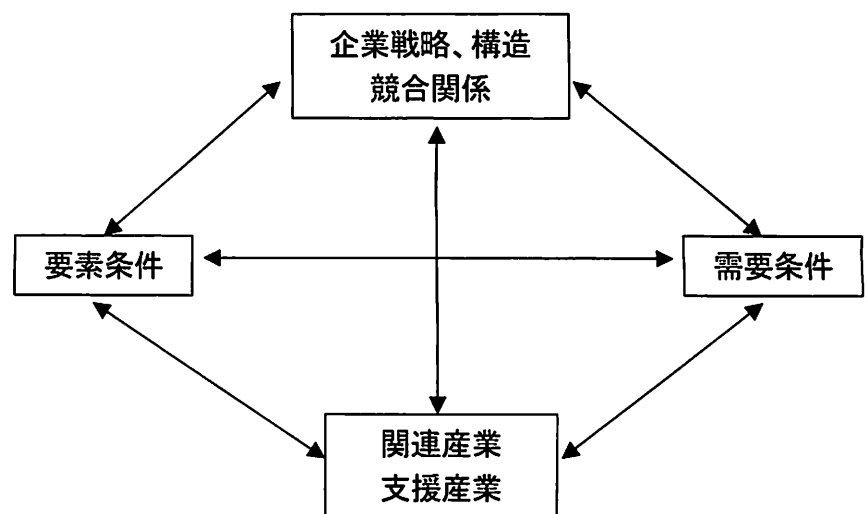 企業戦略、構造
競合関係
要素条件
需要条件
関連産業
支援産業